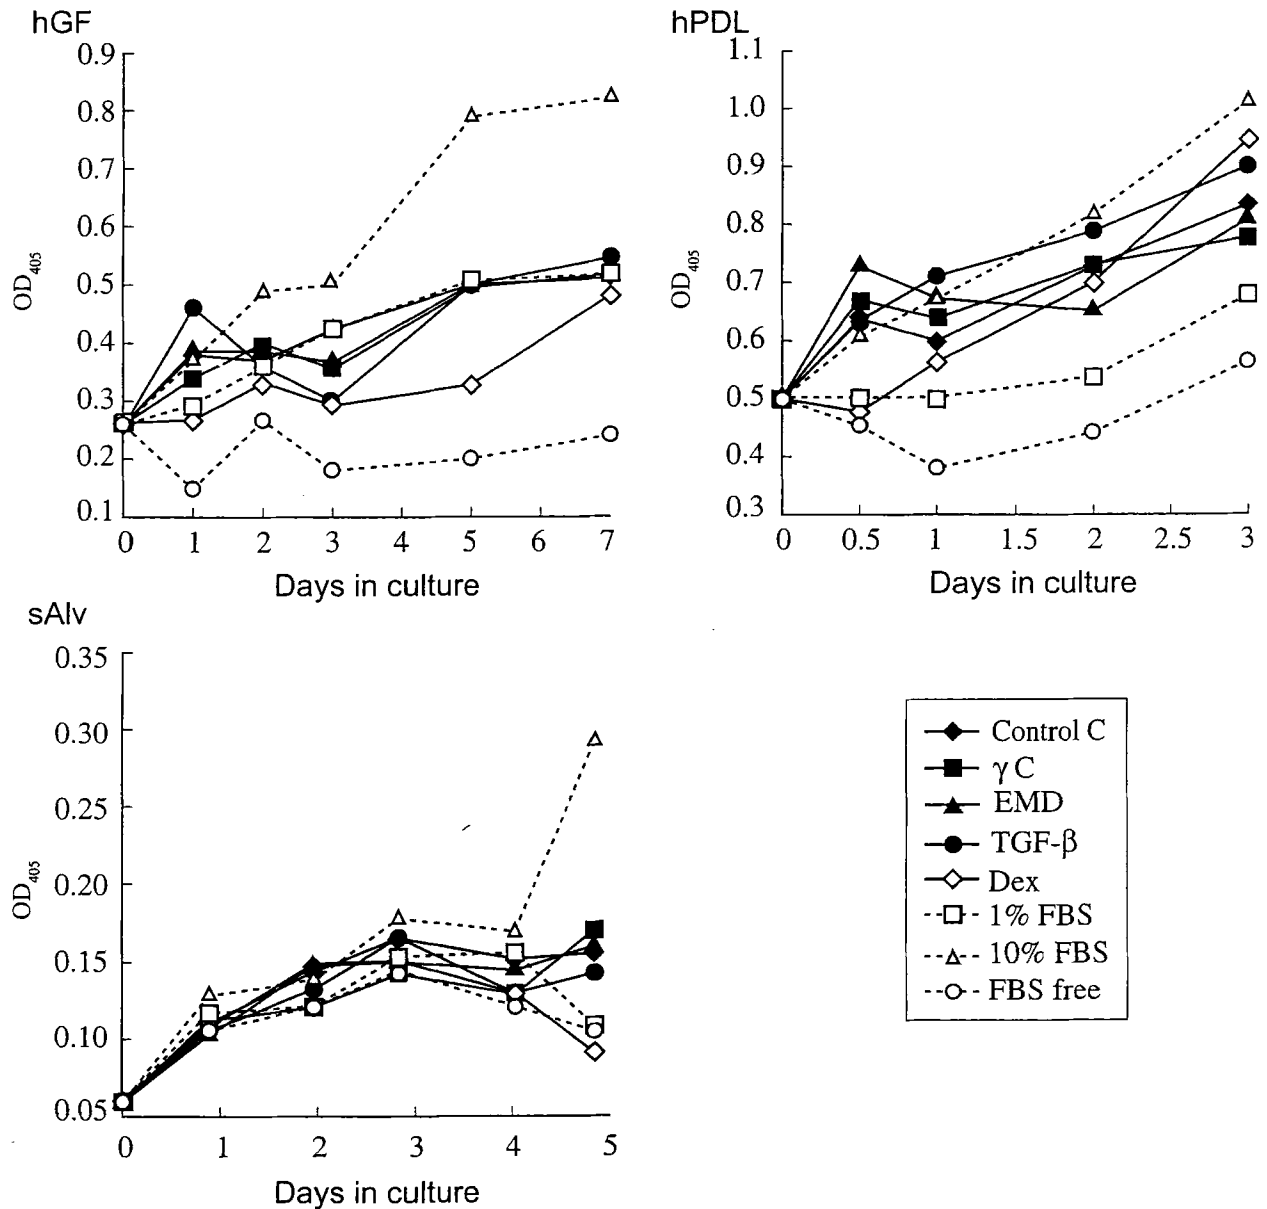 hGF
0.9
0.8
0.7
0.6
0.5
0.4
0.3
0.2
0.1
OD405
0 1 2 3 4 5 6 7
Days in culture
hPDL
1.1
1.0
0.9
0.8
0.7
0.6
0.5
0.4
0.3
OD405
0 0.5 1 1.5 2 2.5 3
Days in culture
sAlv
0.35
0.30
0.25
0.20
0.15
0.10
0.05
OD405
0 1 2 3 4 5
Days in culture
Control C
γ C
EMD
TGF-β
Dex
1% FBS
10% FBS
FBS free